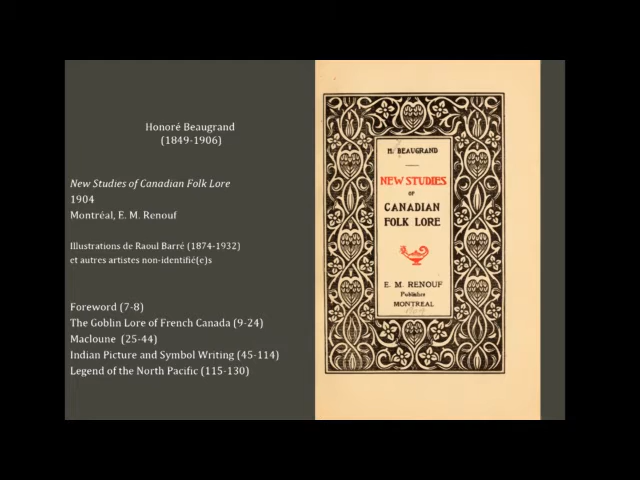 Honoré Beaugrand
(1849-1906)
New Studies of Canadian Folk Lore
1904
Montréal, E. M. Renouf
Illustrations de Raoul Barré (1874-1932)
et autres artistes non-identifié(e)s
Foreword (7-8)
The Goblin Lore of French Canada (9-24)
Macloune (25-44)
Indian Picture and Symbol Writing (45-114)
Legend of the North Pacific (115-130)
H. BEAUGRAND
NEW STUDIES
OF
CANADIAN
FOLK LORE
E. M. RENOUF
Publisher
MONTREAL